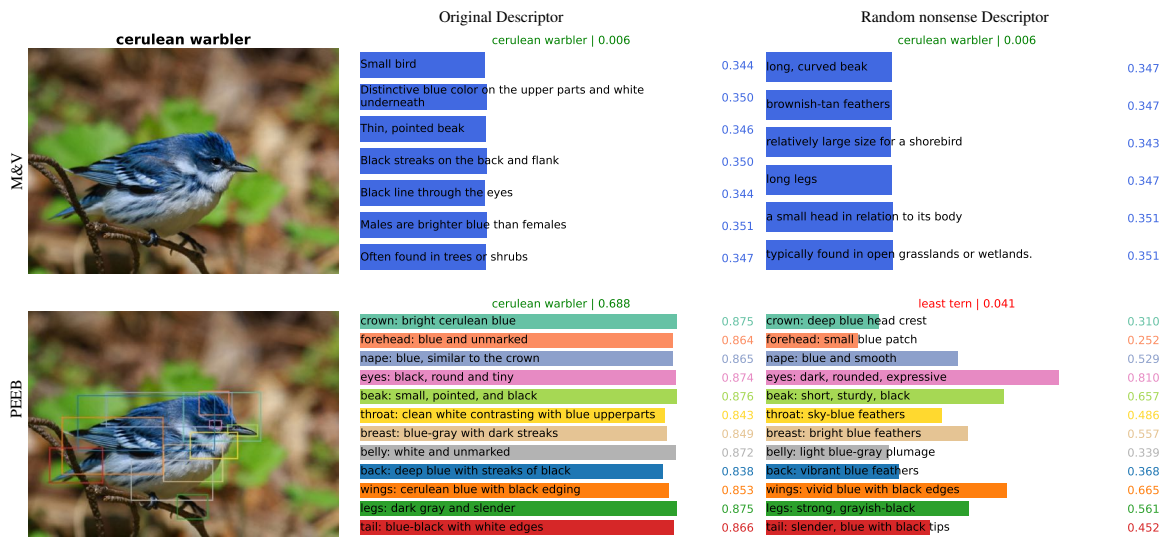 Original Descriptor
Random nonsense Descriptor
M&V
cerulean warbler
cerulean warbler | 0.006
Small bird 0.344
Distinctive blue color on the upper parts and white
underneath 0.350
Thin, pointed beak 0.346
Black streaks on the back and flank 0.350
Black line through the eyes 0.344
Males are brighter blue than females 0.351
Often found in trees or shrubs 0.347
cerulean warbler | 0.006
long, curved beak 0.347
brownish-tan feathers 0.347
relatively large size for a shorebird 0.343
long legs 0.347
a small head in relation to its body 0.351
typically found in open grasslands or wetlands. 0.351
PEEB
cerulean warbler | 0.688
crown: bright cerulean blue 0.875
forehead: blue and unmarked 0.864
nape: blue, similar to the crown 0.865
eyes: black, round and tiny 0.874
beak: small, pointed, and black 0.876
throat: clean white contrasting with blue upperparts 0.843
breast: blue-gray with dark streaks 0.849
belly: white and unmarked 0.872
back: deep blue with streaks of black 0.838
wings: cerulean blue with black edging 0.853
legs: dark gray and slender 0.875
tail: blue-black with white edges 0.866
least tern | 0.041
crown: deep blue head crest 0.310
forehead: small blue patch 0.252
nape: blue and smooth 0.529
eyes: dark, rounded, expressive 0.810
beak: short, sturdy, black 0.657
throat: sky-blue feathers 0.486
breast: bright blue feathers 0.557
belly: light blue-gray plumage 0.339
back: vibrant blue feathers 0.368
wings: vivid blue with black edges 0.665
legs: strong, grayish-black 0.561
tail: slender, blue with black tips 0.452